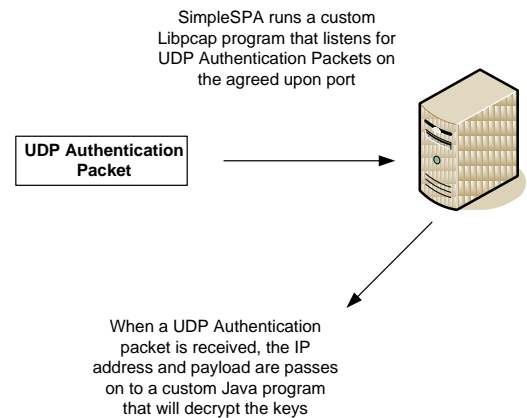 SimpleSPA runs a custom
Libpcap program that listens for
UDP Authentication Packets on
the agreed upon port
UDP Authentication
Packet
When a UDP Authentication
packet is received, the IP
address and payload are passes
on to a custom Java program
that will decrypt the keys